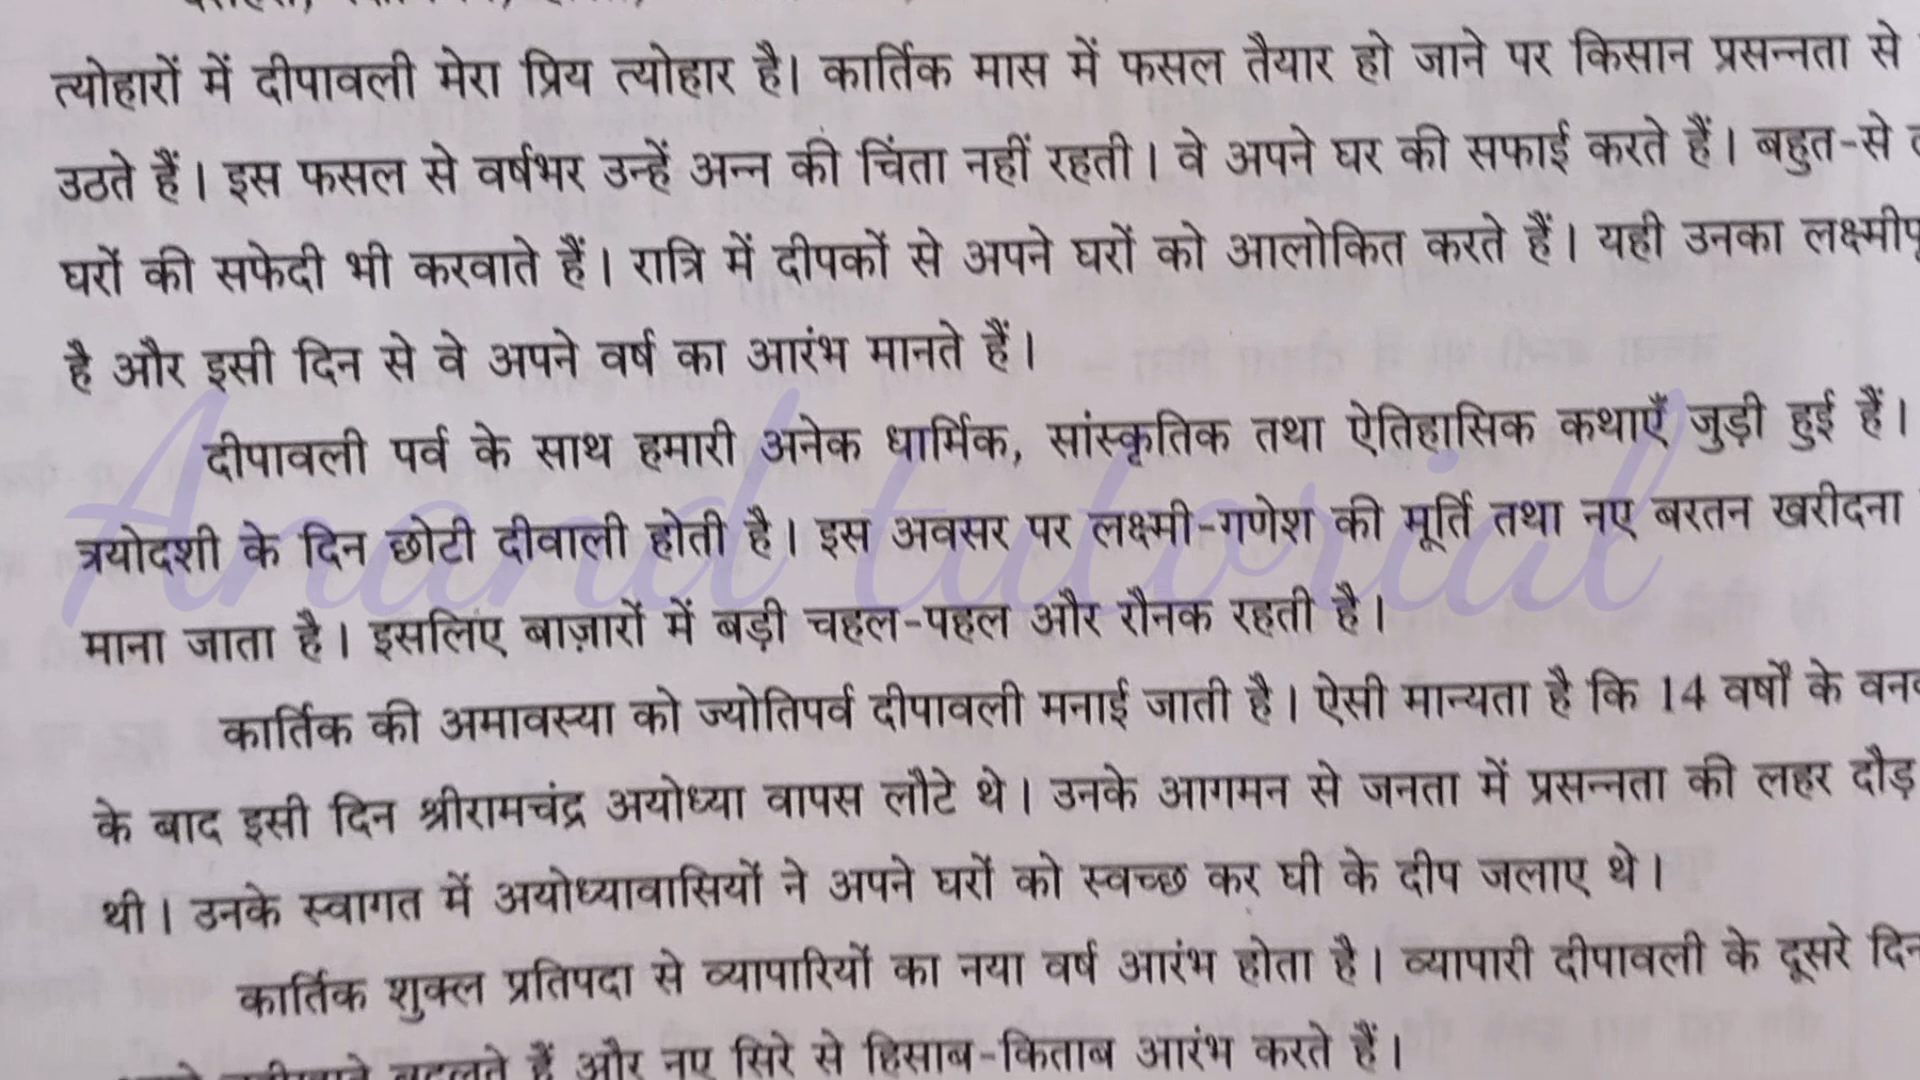 त्योहारों में दीपावली मेरा प्रिय त्योहार है। कार्तिक मास में फसल तैयार हो जाने पर किसान प्रसन्नता से
उठते हैं। इस फसल से वर्षभर उन्हें अन्न की चिंता नहीं रहती। वे अपने घर की सफाई करते हैं। बहुत-से
घरों की सफेदी भी करवाते हैं। रात्रि में दीपकों से अपने घरों को आलोकित करते हैं। यही उनका
है और इसी दिन से वे अपने वर्ष का आरंभ मानते हैं।
दीपावली पर्व के साथ हमारी अनेक धार्मिक, सांस्कृतिक तथा ऐतिहासिक कथाएँ जुड़ी हुई हैं।
त्रयोदशी के दिन छोटी दीवाली होती है। इस अवसर पर लक्ष्मी-गणेश की मूर्ति तथा नए बरतन खरीदना
माना जाता है। इसलिए बाज़ारों में बड़ी चहल-पहल और रौनक रहती है।
Anand tutorial
कार्तिक की अमावस्या को ज्योतिपर्व दीपावली मनाई जाती है। ऐसी मान्यता है कि 14 वर्षों के
के बाद इसी दिन श्रीरामचंद्र अयोध्या वापस लौटे थे। उनके आगमन से जनता में प्रसन्नता की लहर दौड़
थी। उनके स्वागत में अयोध्यावासियों ने अपने घरों को स्वच्छ कर घी के दीप जलाए थे।
कार्तिक शुक्ल प्रतिपदा से व्यापारियों का नया वर्ष आरंभ होता है। व्यापारी दीपावली के दूसरे दिन
हैं और नए सिरे से हिसाब-किताब आरंभ करते हैं।